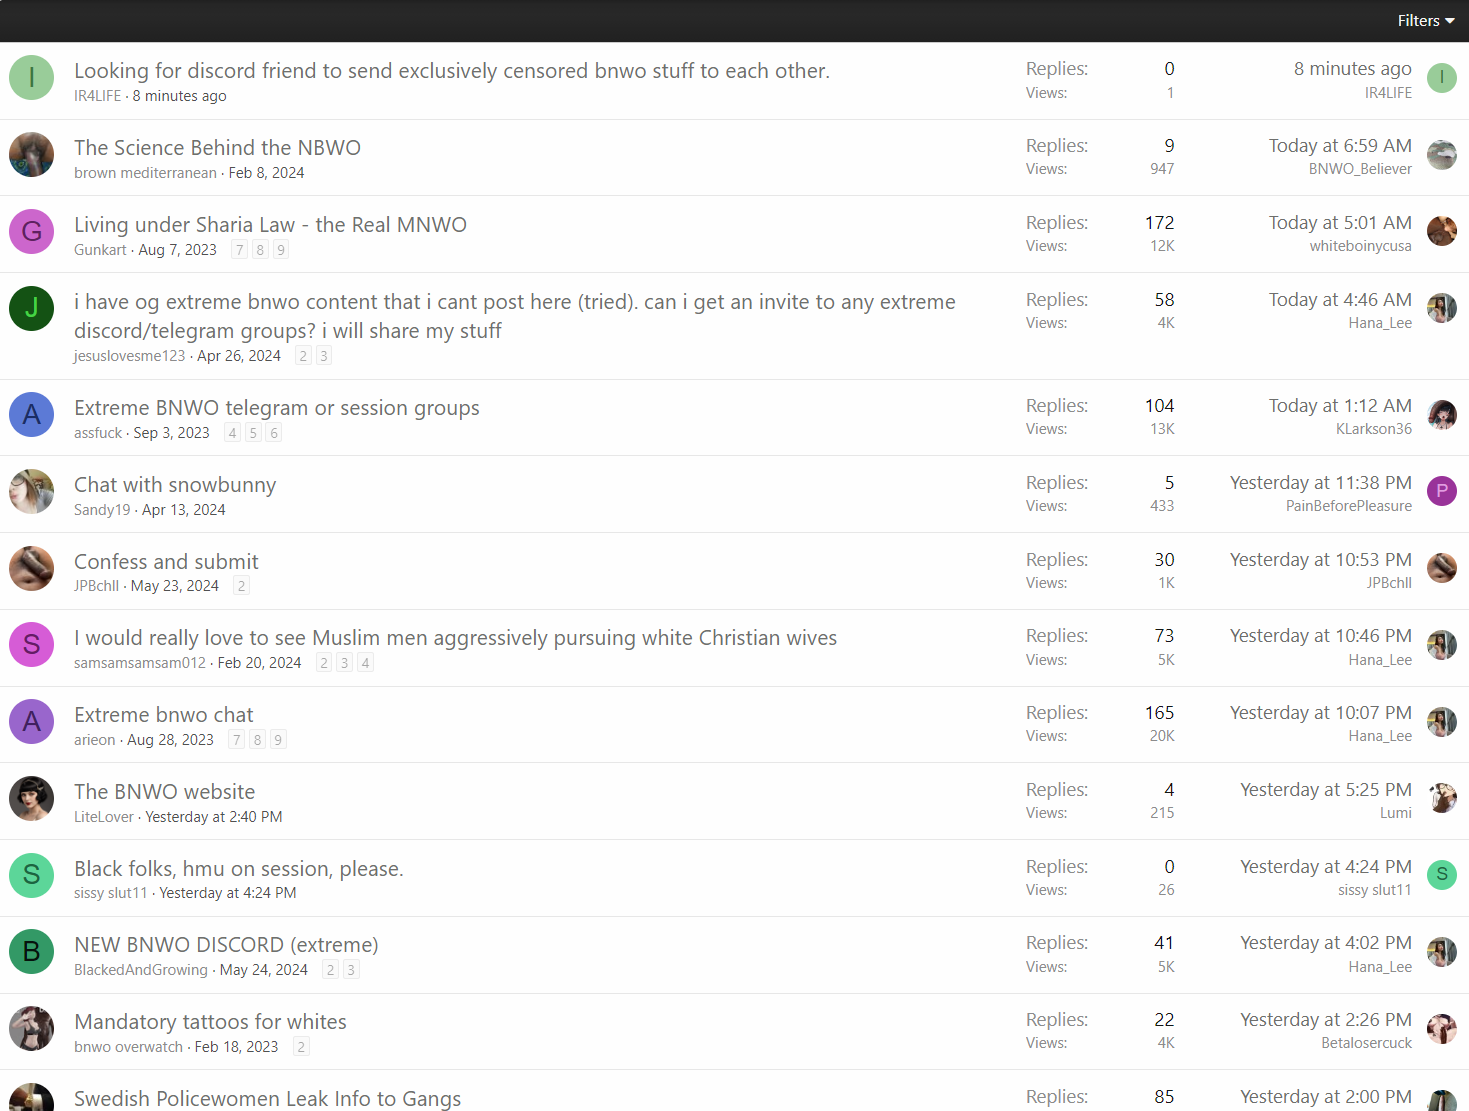 Filters
I
Looking for discord friend to send exclusively censored bnwo stuff to each other.
IR4LIFE · 8 minutes ago
Replies: 0
Views: 1
8 minutes ago
IR4LIFE
I
The Science Behind the NBWO
brown mediterranean · Feb 8, 2024
Replies: 9
Views: 947
Today at 6:59 AM
BNWO_Believer
G
Living under Sharia Law - the Real MNWO
Gunkart · Aug 7, 2023 7 8 9
Replies: 172
Views: 12K
Today at 5:01 AM
whiteboinycusa
J
i have og extreme bnwo content that i cant post here (tried). can i get an invite to any extreme
discord/telegram groups? i will share my stuff
jesuslovesme123 · Apr 26, 2024 2 3
Replies: 58
Views: 4K
Today at 4:46 AM
Hana_Lee
A
Extreme BNWO telegram or session groups
assfuck · Sep 3, 2023 4 5 6
Replies: 104
Views: 13K
Today at 1:12 AM
KLarkson36
Chat with snowbunny
Sandy19 · Apr 13, 2024
Replies: 5
Views: 433
Yesterday at 11:38 PM
PainBeforePleasure
P
Confess and submit
JPBchll · May 23, 2024 2
Replies: 30
Views: 1K
Yesterday at 10:53 PM
JPBchll
S
I would really love to see Muslim men aggressively pursuing white Christian wives
samsamsamsam012 · Feb 20, 2024 2 3 4
Replies: 73
Views: 5K
Yesterday at 10:46 PM
Hana_Lee
A
Extreme bnwo chat
arieon · Aug 28, 2023 7 8 9
Replies: 165
Views: 20K
Yesterday at 10:07 PM
Hana_Lee
The BNWO website
LiteLover · Yesterday at 2:40 PM
Replies: 4
Views: 215
Yesterday at 5:25 PM
Lumi
S
Black folks, hmu on session, please.
sissy slut11 · Yesterday at 4:24 PM
Replies: 0
Views: 26
Yesterday at 4:24 PM
sissy slut11
S
B
NEW BNWO DISCORD (extreme)
BlackedAndGrowing · May 24, 2024 2 3
Replies: 41
Views: 5K
Yesterday at 4:02 PM
Hana_Lee
Mandatory tattoos for whites
bnwo overwatch · Feb 18, 2023 2
Replies: 22
Views: 4K
Yesterday at 2:26 PM
Betalosercuck
Swedish Policewomen Leak Info to Gangs
Replies: 85
Yesterday at 2:00 PM